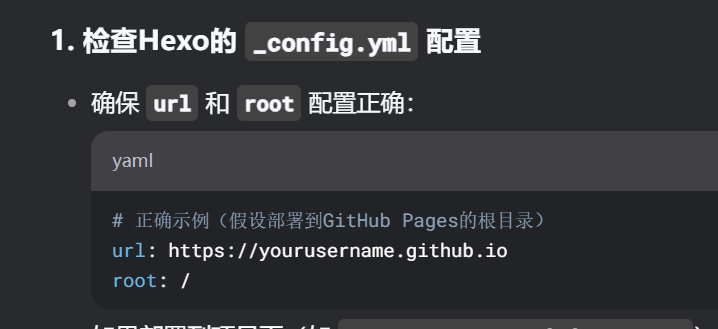 1. 检查Hexo的 _config.yml 配置
• 确保 url 和 root 配置正确：
yaml
# 正确示例（假设部署到GitHub Pages的根目录）
url: https://yourusername.github.io
root: /